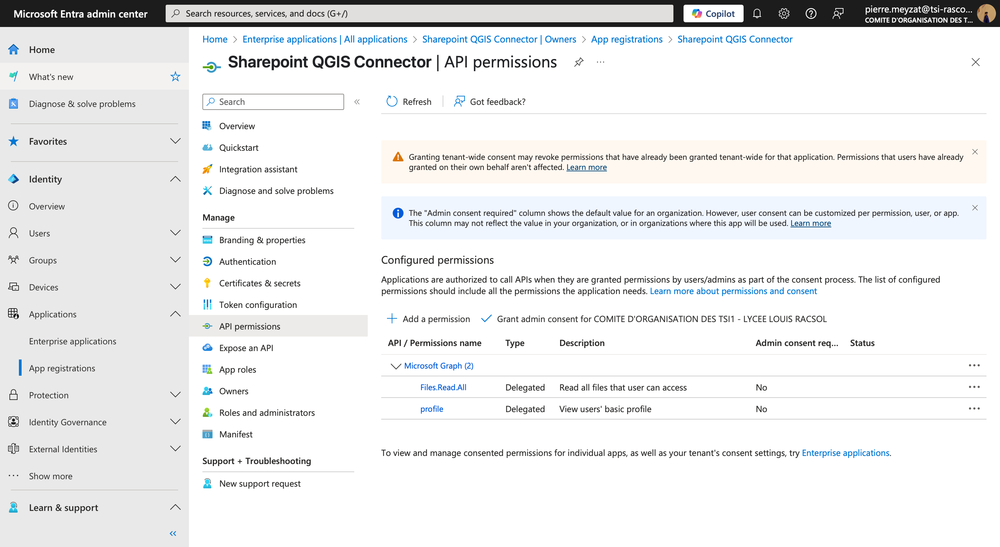 Microsoft Entra admin center
Search resources, services, and docs (G+/)
Copilot
pierre.meyzat@tsi-rasco...
COMITE D'ORGANISATION DES T...
Home
What's new
Diagnose & solve problems
Favorites
Identity
Overview
Users
Groups
Devices
Applications
Enterprise applications
App registrations
Protection
Identity Governance
External Identities
Show more
Learn & support
Home > Enterprise applications | All applications > Sharepoint QGIS Connector | Owners > App registrations > Sharepoint QGIS Connector
Sharepoint QGIS Connector | API permissions
Search
Overview
Quickstart
Integration assistant
Diagnose and solve problems
Manage
Branding & properties
Authentication
Certificates & secrets
Token configuration
API permissions
Expose an API
App roles
Owners
Roles and administrators
Manifest
Support + Troubleshooting
New support request
Refresh
Got feedback?
Granting tenant-wide consent may revoke permissions that have already been granted tenant-wide for that application. Permissions that users have already
granted on their own behalf aren't affected. Learn more
The "Admin consent required" column shows the default value for an organization. However, user consent can be customized per permission, user, or app.
This column may not reflect the value in your organization, or in organizations where this app will be used. Learn more
Configured permissions
Applications are authorized to call APIs when they are granted permissions by users/admins as part of the consent process. The list of configured
permissions should include all the permissions the application needs. Learn more about permissions and consent
Add a permission
Grant admin consent for COMITE D'ORGANISATION DES TSI1 - LYCEE LOUIS RACSOL
API / Permissions name Type Description Admin consent req... Status
Microsoft Graph (2)
Files.Read.All Delegated Read all files that user can access No
profile Delegated View users' basic profile No
To view and manage consented permissions for individual apps, as well as your tenant's consent settings, try Enterprise applications.